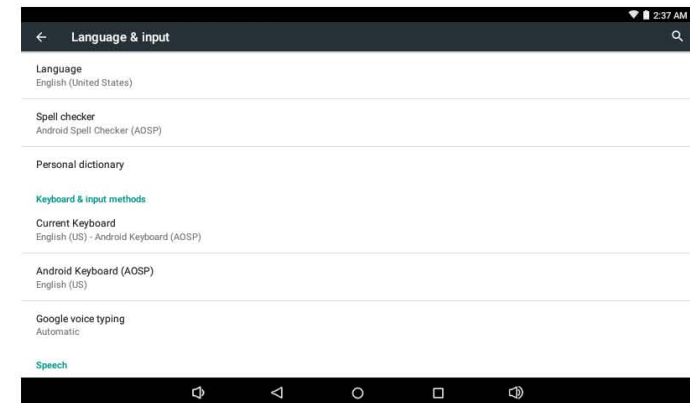 2:37 AM
Language & input
Language
English (United States)
Spell checker
Android Spell Checker (AOSP)
Personal dictionary
Keyboard & input methods
Current Keyboard
English (US) - Android Keyboard (AOSP)
Android Keyboard (AOSP)
English (US)
Google voice typing
Automatic
Speech